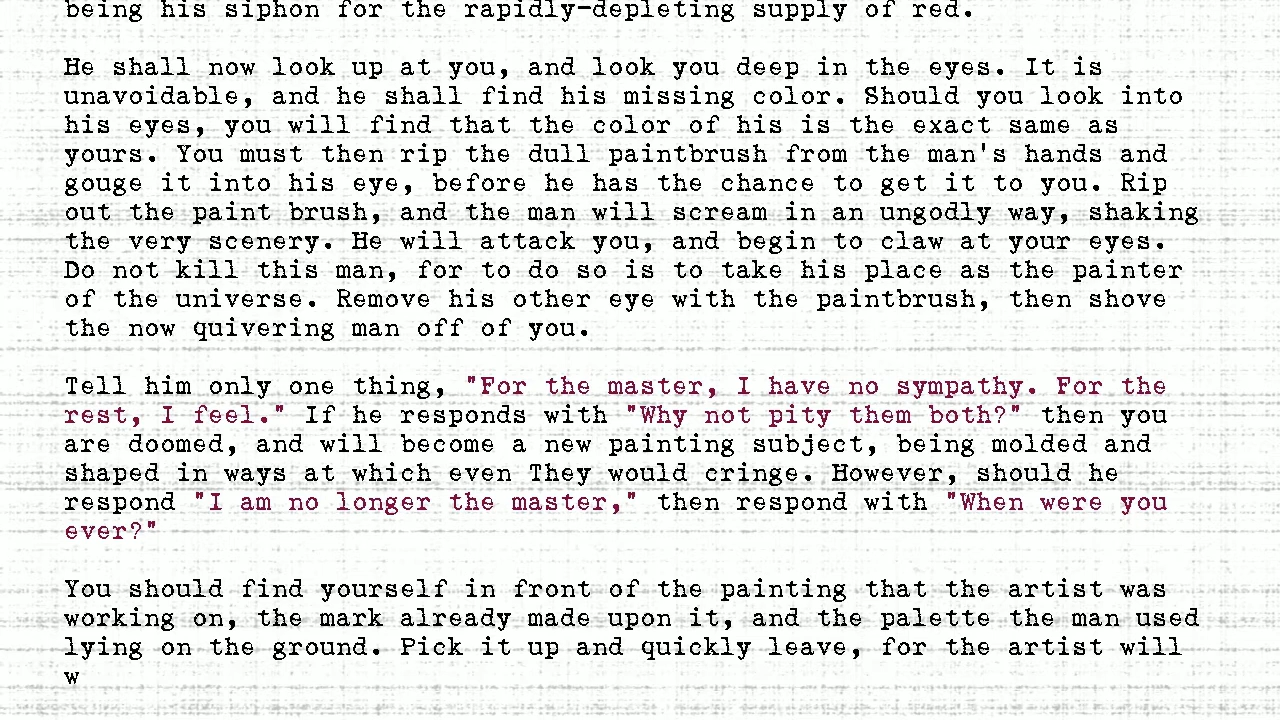 being his siphon for the rapidly-depleting supply of red.
He shall now look up at you, and look you deep in the eyes. It is
unavoidable, and he shall find his missing color. Should you look into
his eyes, you will find that the color of his is the exact same as
yours. You must then rip the dull paintbrush from the man's hands and
gouge it into his eye, before he has the chance to get it to you. Rip
out the paint brush, and the man will scream in an ungodly way, shaking
the very scenery. He will attack you, and begin to claw at your eyes.
Do not kill this man, for to do so is to take his place as the painter
of the universe. Remove his other eye with the paintbrush, then shove
the now quivering man off of you.
Tell him only one thing, "For the master, I have no sympathy. For the
rest, I feel." If he responds with "Why not pity them both?" then you
are doomed, and will become a new painting subject, being molded and
shaped in ways at which even They would cringe. However, should he
respond "I am no longer the master," then respond with "When were you
ever?"
You should find yourself in front of the painting that the artist was
working on, the mark already made upon it, and the palette the man used
lying on the ground. Pick it up and quickly leave, for the artist will
w